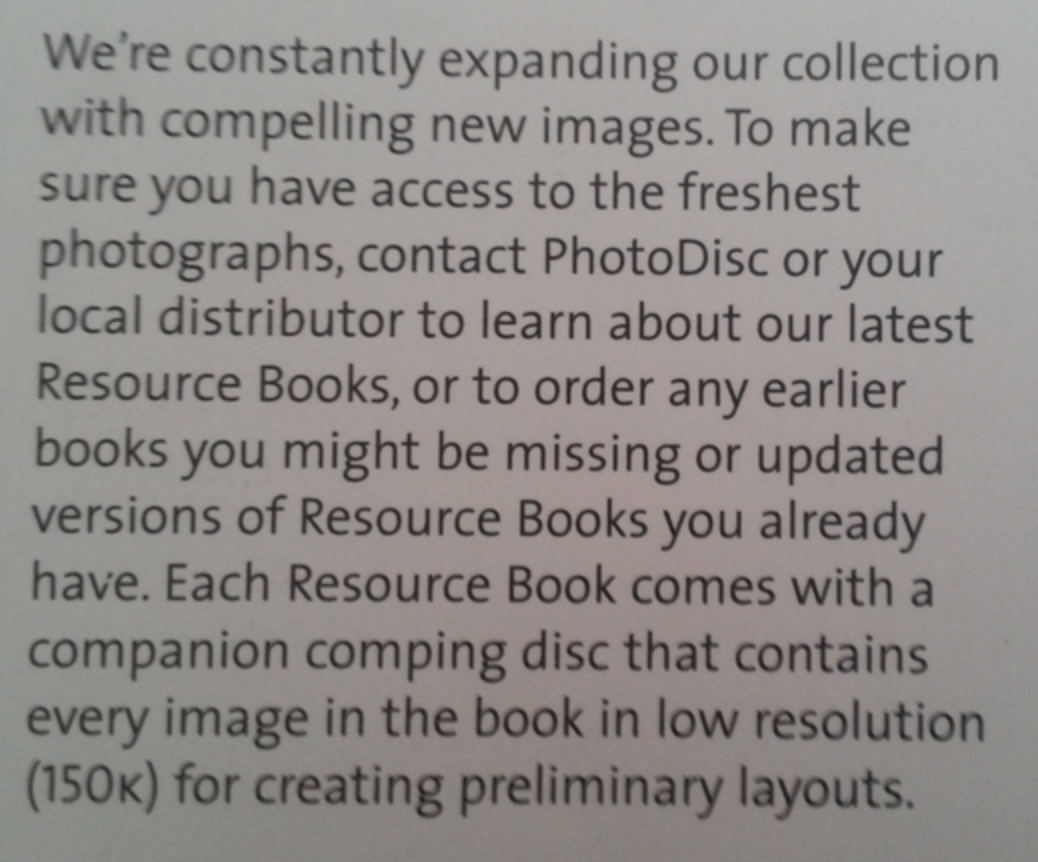 We're constantly expanding our collection
with compelling new images. To make
sure you have access to the freshest
photographs, contact PhotoDisc or your
local distributor to learn about our latest
Resource Books, or to order any earlier
books you might be missing or updated
versions of Resource Books you already
have. Each Resource Book comes with a
companion comping disc that contains
every image in the book in low resolution
(150K) for creating preliminary layouts.